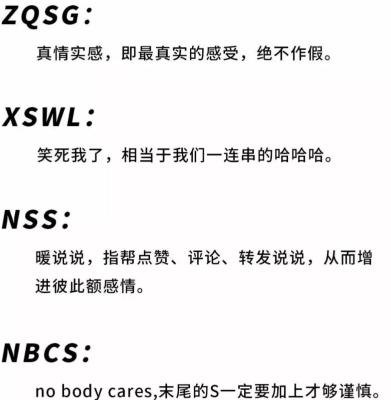 ZQSG：
真情实感，即最真实的感受，绝不作假。
XSWL：
笑死我了，相当于我们一连串的哈哈哈。
NSS：
暖说说，指帮点赞、评论、转发说说，从而增
进彼此额感情。
NBCS：
no body cares,末尾的S一定要加上才够谨慎。